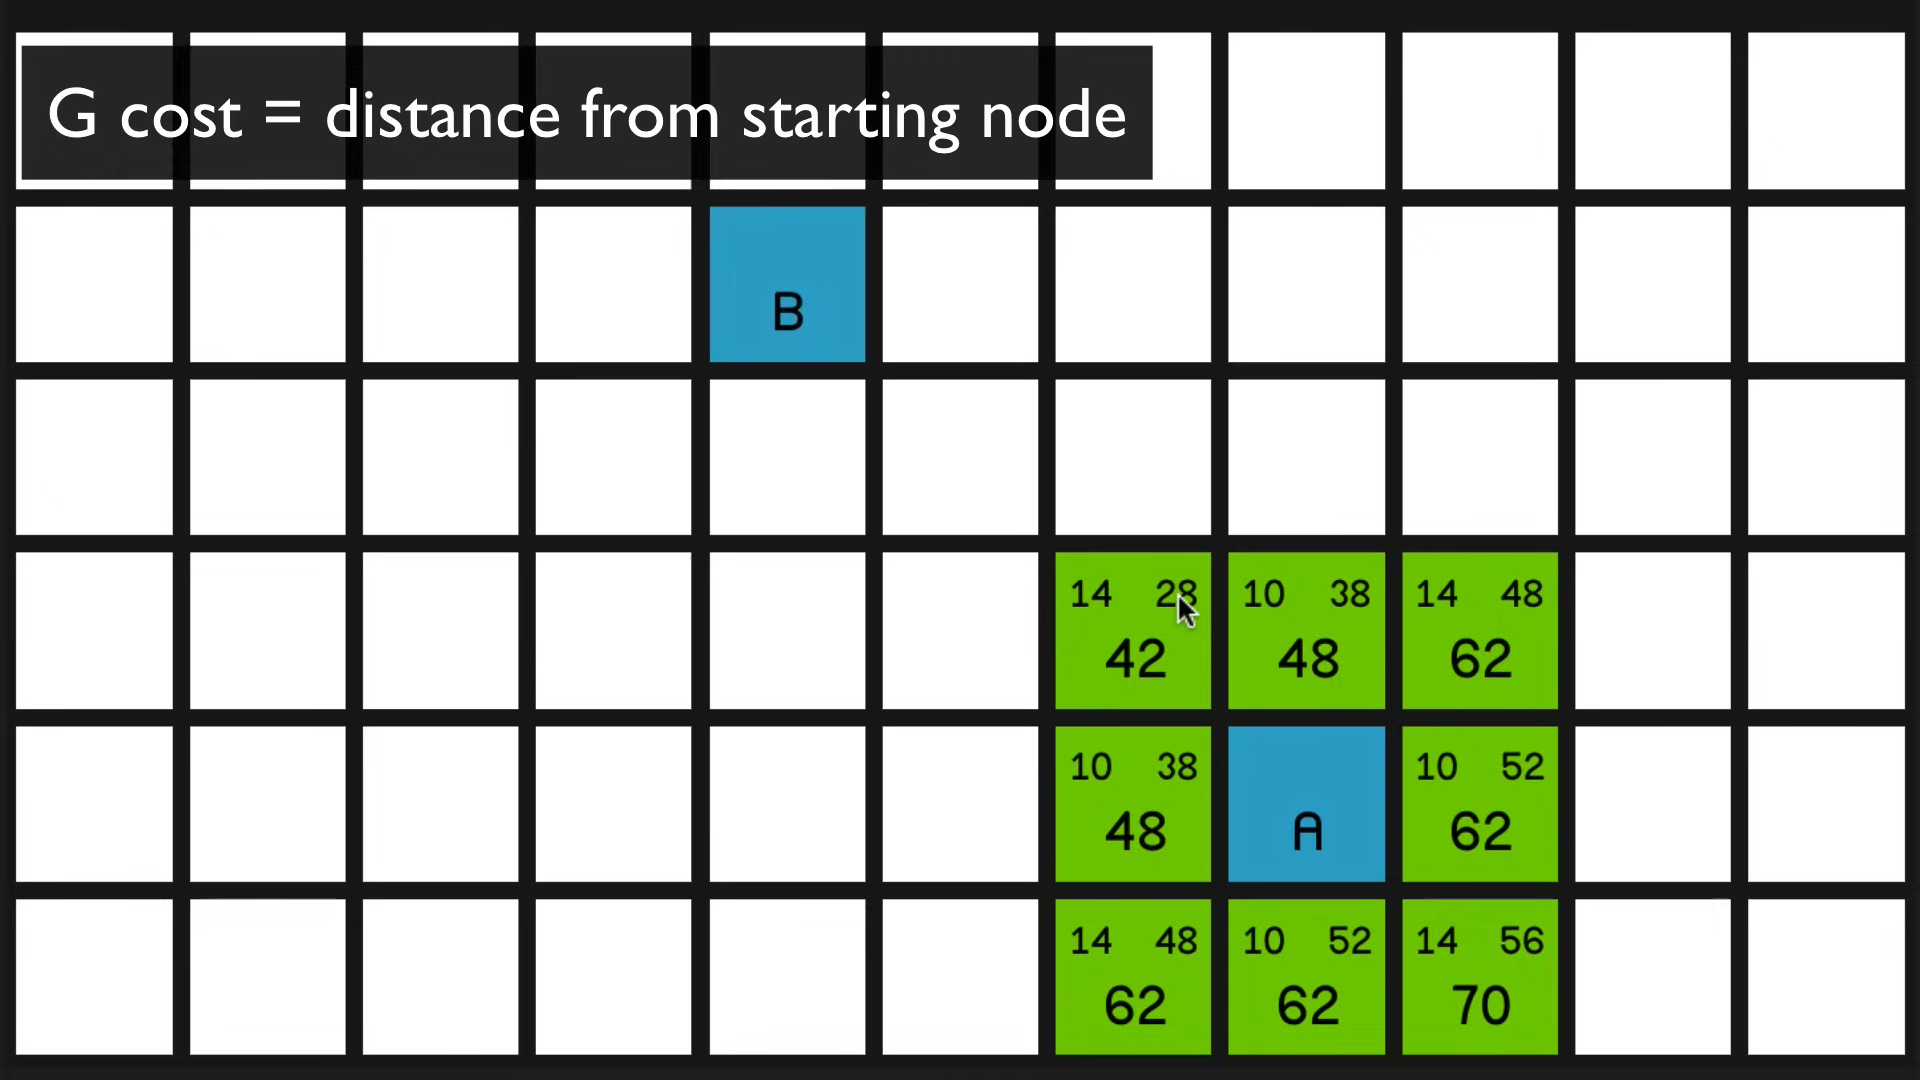 G cost = distance from starting node
B
14 28 10 38 14 48
42 48 62
10 38 10 52
48 A 62
14 48 10 52 14 56
62 62 70